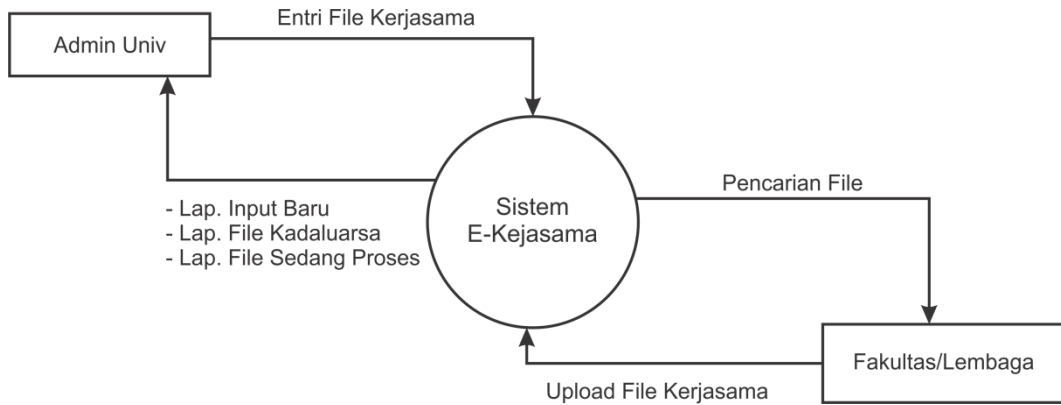 Entri File Kerjasama
Admin Univ
Pencarian File
- Lap. Input Baru
- Lap. File Kadaluarsa
- Lap. File Sedang Proses
Sistem
E-Kejasama
Fakultas/Lembaga
Upload File Kerjasama